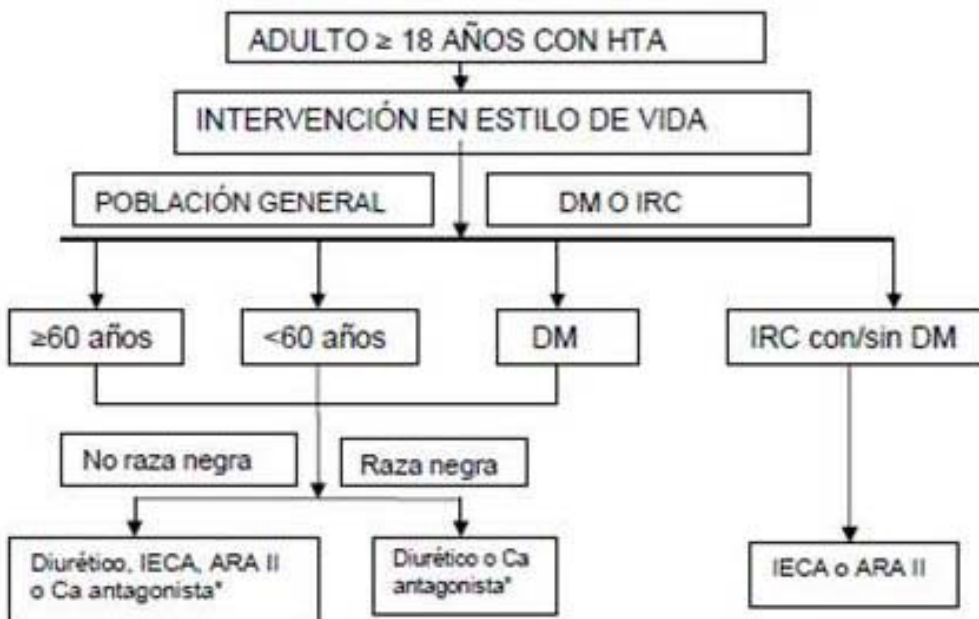 ADULTO ≥ 18 AÑOS CON HTA
INTERVENCIÓN EN ESTILO DE VIDA
POBLACIÓN GENERAL
DM O IRC
≥60 años
<60 años
DM
IRC con/sin DM
No raza negra
Raza negra
Diurético, IECA, ARA II
o Ca antagonista*
Diurético o Ca
antagonista*
IECA o ARA II